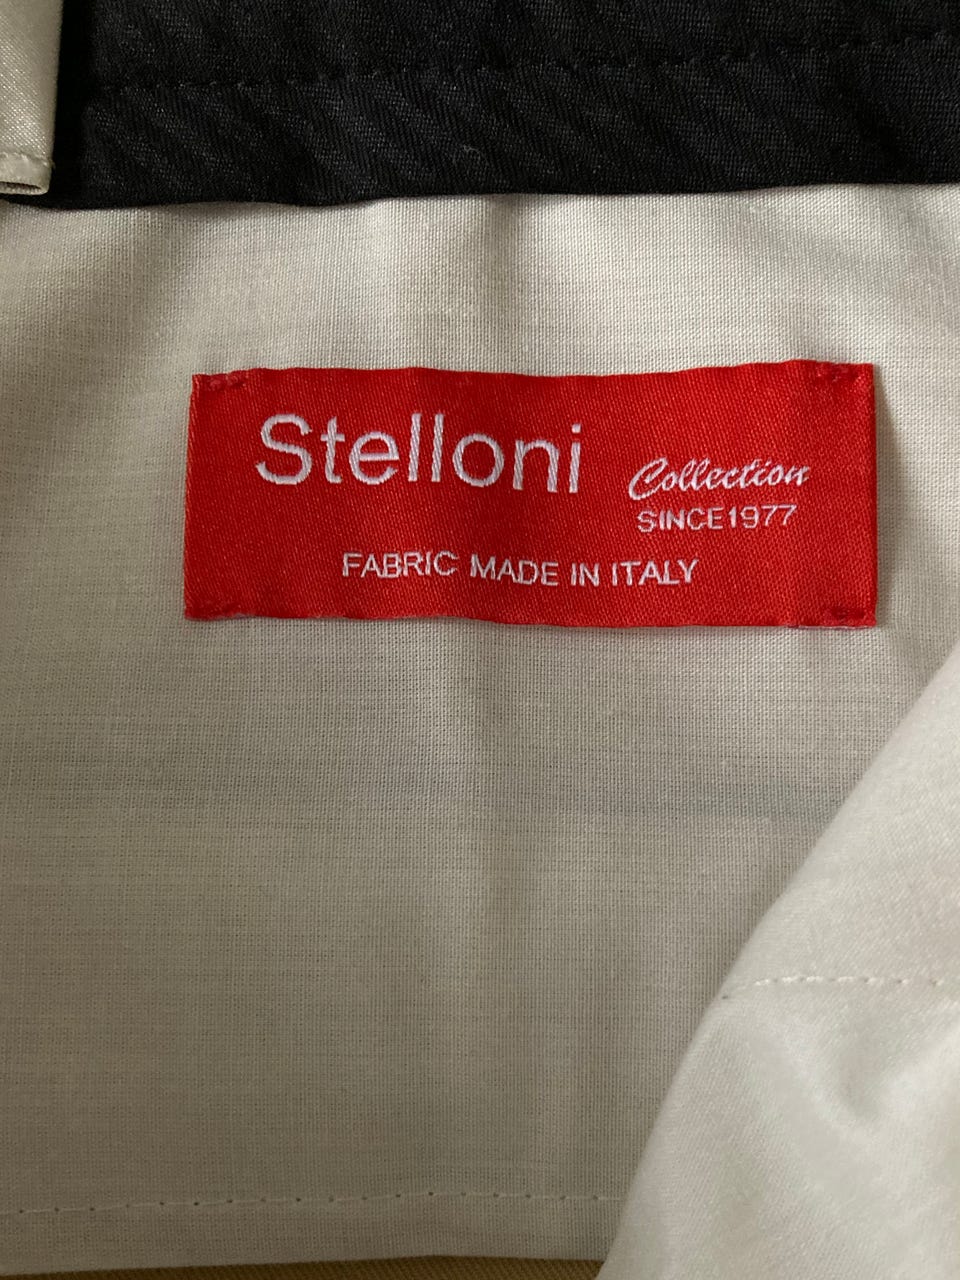 Stelloni Collection
SINCE1977
FABRIC MADE IN ITALY